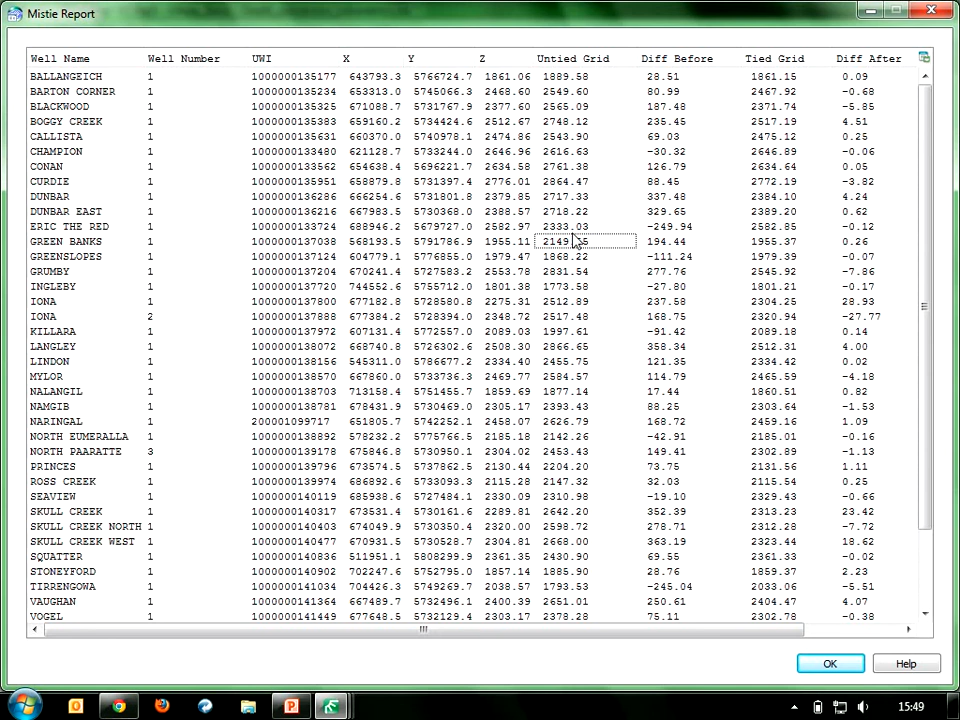 Mistie Report
Well Name Well Number UWI X Y Z Untied Grid Diff Before Tied Grid Diff After
BALLANGEICH 1 1000000135177 643793.3 5766724.7 1861.06 1889.58 28.51 1861.15 0.09
BARTON CORNER 1 1000000135234 653313.0 5745066.3 2468.60 2549.60 80.99 2467.92 -0.68
BLACKWOOD 1 1000000135325 671088.7 5731767.9 2377.60 2565.09 187.48 2371.74 -5.85
BOGGY CREEK 1 1000000135383 659160.2 5734424.6 2512.67 2748.12 235.45 2517.19 4.51
CALLISTA 1 1000000135631 660370.0 5740978.1 2474.86 2543.90 69.03 2475.12 0.25
CHAMPION 1 1000000133480 621128.7 5733244.0 2646.96 2616.63 -30.32 2646.89 -0.06
CONAN 1 1000000133562 654638.4 5696221.7 2634.58 2761.38 126.79 2634.64 0.05
CURDIE 1 1000000135951 658879.8 5731397.4 2776.01 2864.47 88.45 2772.19 -3.82
DUNBAR 1 1000000136286 666254.6 5731801.8 2379.85 2717.33 337.48 2384.10 4.24
DUNBAR EAST 1 1000000136216 667983.5 5730368.0 2388.57 2718.22 329.65 2389.20 0.62
ERIC THE RED 1 1000000133724 688946.2 5679727.0 2582.97 2333.03 -249.94 2582.85 -0.12
GREEN BANKS 1 1000000137038 568193.5 5791786.9 1955.11 194.44 1955.37 0.26
GREENSLOPES 1 1000000137124 604779.1 5776855.0 1979.47 1868.22 -111.24 1979.39 -0.07
GRUMBY 1 1000000137204 670241.4 5727583.2 2553.78 2831.54 277.76 2545.92 -7.86
INGLEBY 1 1000000137720 744552.6 5755712.0 1801.38 1773.58 -27.80 1801.21 -0.17
IONA 1 1000000137800 677182.8 5728580.8 2275.31 2512.89 237.58 2304.25 28.93
IONA 2 1000000137888 677384.2 5728394.0 2348.72 2517.48 168.75 2320.94 -27.77
KILLARA 1 1000000137972 607131.4 5772557.0 2089.03 1997.61 -91.42 2089.18 0.14
LANGLEY 1 1000000138072 668740.8 5732626.3 2508.30 2866.65 358.34 2512.31 4.00
LINDON 1 1000000138156 545311.0 5786677.2 2334.40 2455.75 121.35 2334.42 0.02
MYLOR 1 1000000138570 667860.0 5733736.3 2469.77 2584.57 114.79 2465.59 -4.18
NALANGIL 1 1000000138703 713158.4 5751455.7 1859.69 1877.14 17.44 1860.51 0.82
NAMGIB 1 1000000138781 678431.9 5730469.0 2305.17 2393.43 88.25 2303.64 -1.53
NARINGAL 1 200001099717 651805.7 5742252.1 2458.07 2626.79 168.72 2459.16 1.09
NORTH EUMERALLA 1 1000000138892 578232.2 5775766.5 2185.18 2142.26 -42.91 2185.01 -0.16
NORTH PAARATTE 3 1000000139178 675846.8 5730950.1 2304.02 2453.43 149.41 2302.89 -1.13
PRINCES 1 1000000139796 673574.5 5737862.5 2130.44 2204.20 73.75 2131.56 1.11
ROSS CREEK 1 1000000139974 686892.6 5733093.3 2115.28 2147.32 32.03 2115.54 0.25
SEAVIEW 1 1000000140119 685938.6 5727484.1 2330.09 2310.98 -19.10 2329.43 -0.66
SKULL CREEK 1 1000000140317 673531.4 5730161.6 2289.81 2642.20 352.39 2313.23 23.42
SKULL CREEK NORTH 1 1000000140403 674049.9 5730350.4 2320.00 2598.72 278.71 2312.28 -7.72
SKULL CREEK WEST 1 1000000140477 670931.5 5730528.7 2304.81 2668.00 363.19 2323.44 18.62
SQUATTER 1 1000000140836 511951.1 5808299.9 2361.35 2430.90 69.55 2361.33 -0.02
STONEYFORD 1 1000000140902 702247.6 5752795.0 1857.14 1885.90 28.76 1859.37 2.23
TIRRENGOWA 1 1000000141034 704426.3 5749269.7 2038.57 1793.53 -245.04 2033.06 -5.51
VAUGHAN 1 1000000141364 667489.7 5732496.1 2400.39 2651.01 250.61 2404.47 4.07
VOGEL 1 1000000141449 677648.5 5732129.4 2303.17 2378.28 75.11 2302.78 -0.38
OK Help
15:49